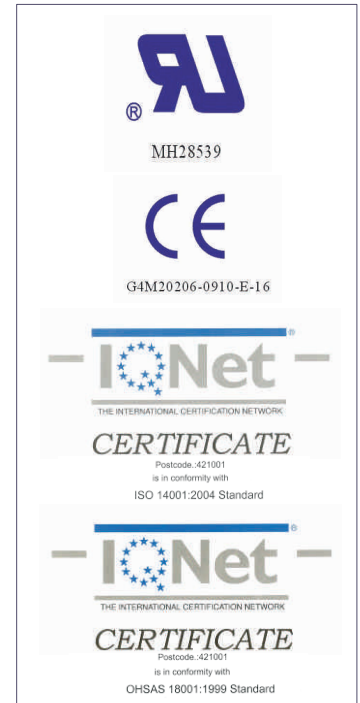 RU
®
MH28539
CE
G4M20206-0910-E-16
®
IQNet
THE INTERNATIONAL CERTIFICATION NETWORK
CERTIFICATE
Postcode.:421001
is in conformity with
ISO 14001:2004 Standard
®
IQNet
THE INTERNATIONAL CERTIFICATION NETWORK
CERTIFICATE
Postcode.:421001
is in conformity with
OHSAS 18001:1999 Standard